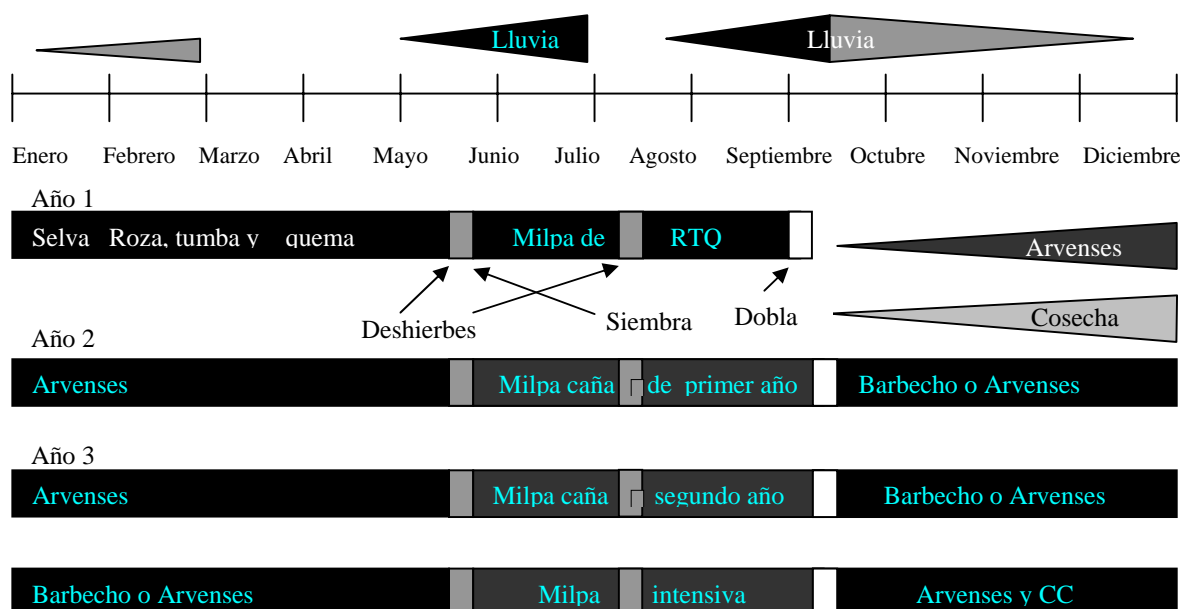 Lluvia Lluvia
Enero Febrero Marzo Abril Mayo Junio Julio Agosto Septiembre Octubre Noviembre Diciembre
Año 1
Selva Roza, tumba y quema Milpa de RTQ
Arvenses
Deshierbes Siembra Dobla
Cosecha
Año 2
Arvenses Milpa caña de primer año Barbecho o Arvenses
Año 3
Arvenses Milpa caña segundo año Barbecho o Arvenses
Barbecho o Arvenses Milpa intensiva Arvenses y CC